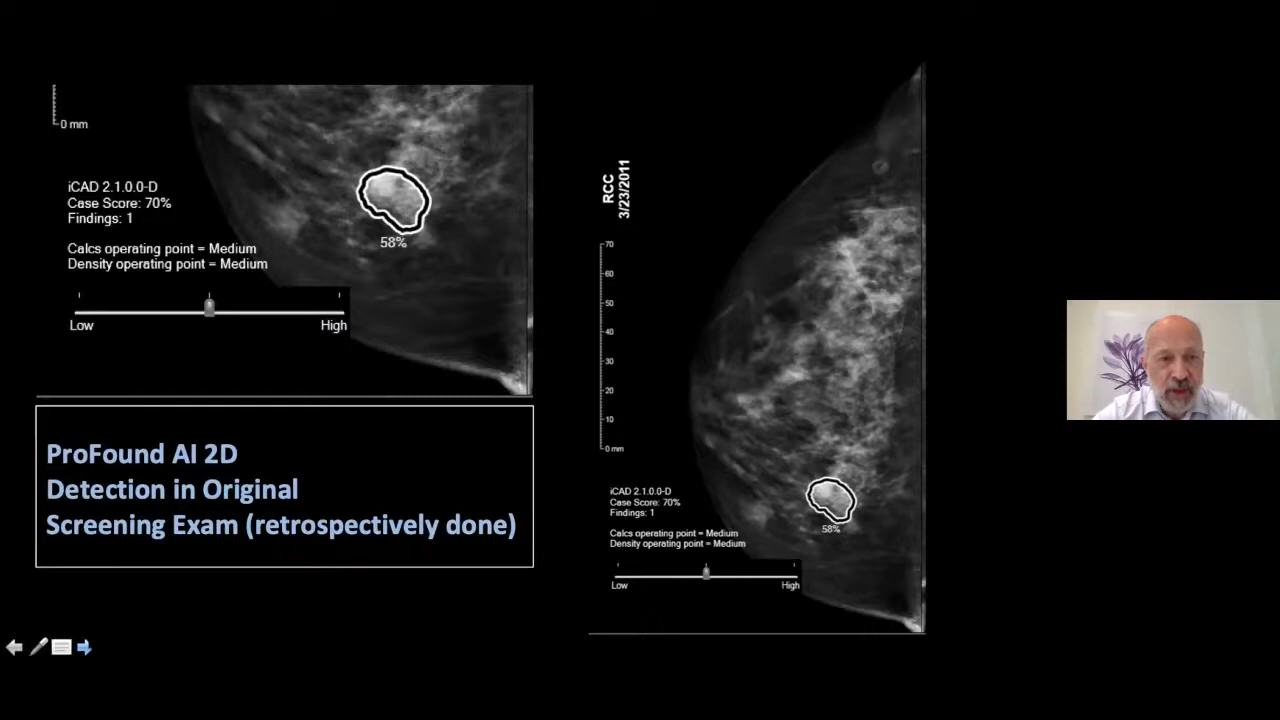 0 mm
iCAD 2.1.0.0-D
Case Score: 70%
Findings: 1
Calcs operating point = Medium
Density operating point = Medium
Low High
58%
ProFound AI 2D
Detection in Original
Screening Exam (retrospectively done)
RCC
3/23/2011
70
60
50
40
30
20
10
0 mm
iCAD 2.1.0.0-D
Case Score: 70%
Findings: 1
Calcs operating point = Medium
Density operating point = Medium
Low High
58%